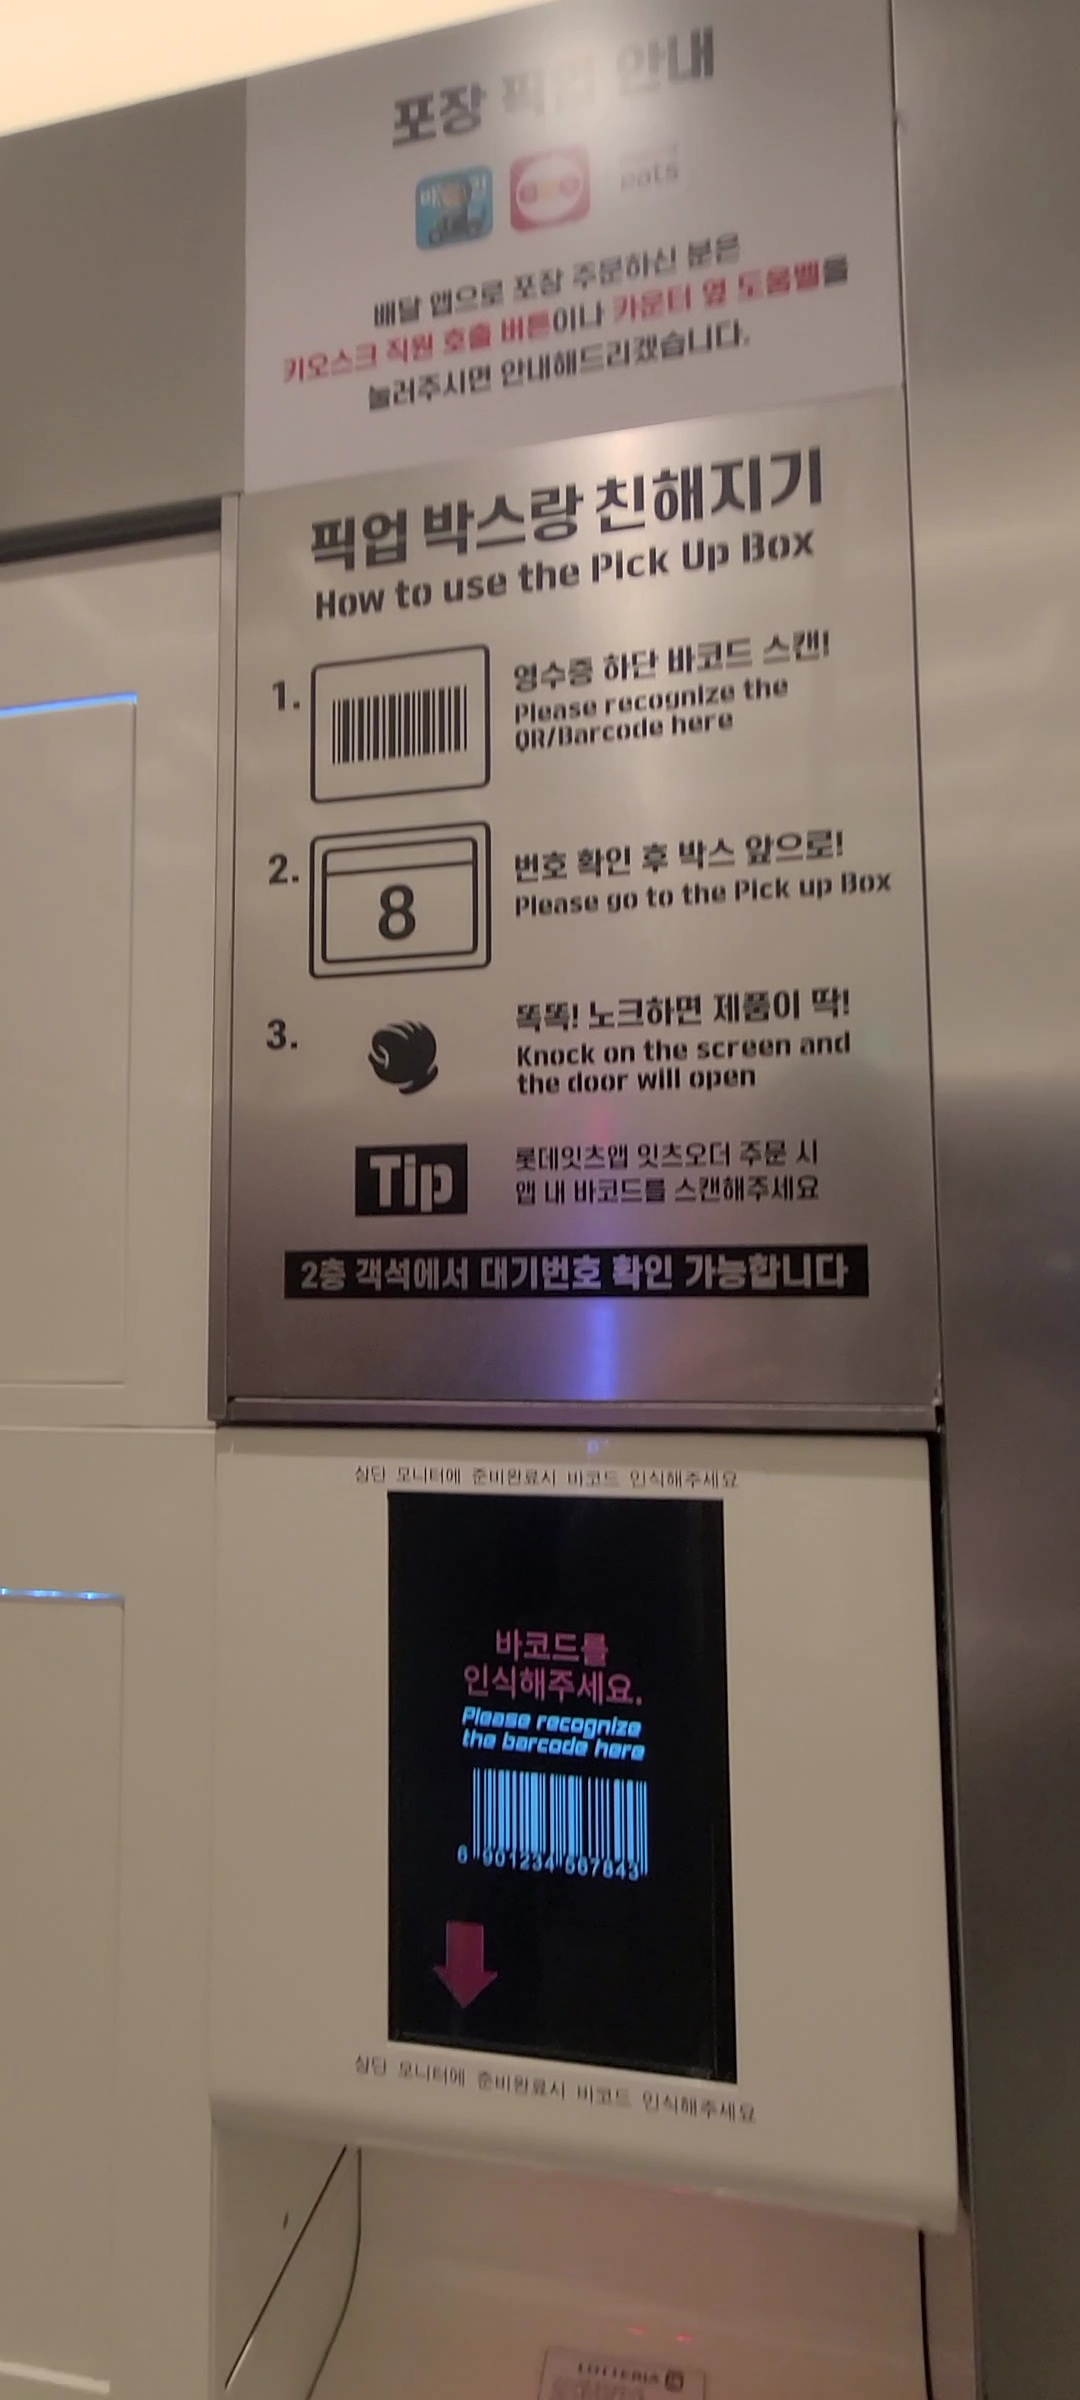 포장 픽업 안내
배달 앱으로 포장 주문하신 분은
키오스크 직원 호출 버튼이나 카운터 옆 도움벨을
눌러주시면 안내해드리겠습니다.
픽업 박스랑 친해지기
How to use the Pick Up Box
1.
영수증 하단 바코드 스캔!
Please recognize the
QR/Barcode here
2.
8
번호 확인 후 박스 앞으로!
Please go to the Pick up Box
3.
똑똑! 노크하면 제품이 딱!
Knock on the screen and
the door will open
Tip
롯데잇츠앱 잇츠오더 주문 시
앱 내 바코드를 스캔해주세요
2층 객석에서 대기번호 확인 가능합니다
상단 모니터에 준비완료시 바코드 인식해주세요
바코드를
인식해주세요.
Please recognize
the barcode here
6 901234 567843
상단 모니터에 준비완료시 바코드 인식해주세요
LOTTERIA